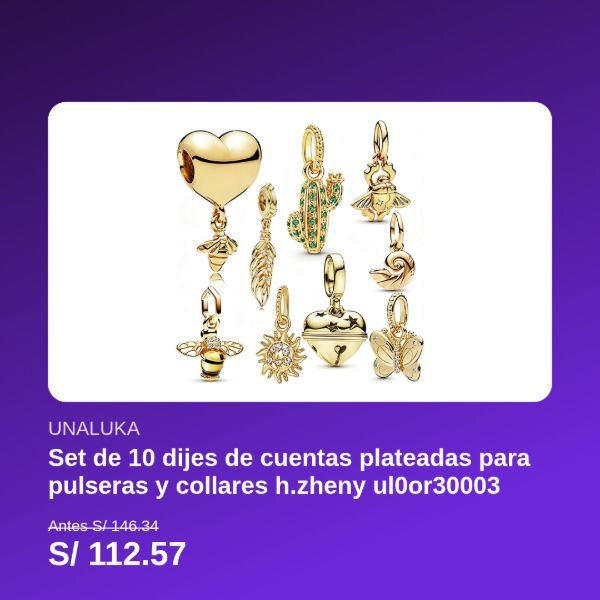 UNALUKA
Set de 10 dijes de cuentas plateadas para
pulseras y collares h.zheny ul0or30003
Antes S/ 146.34
S/ 112.57